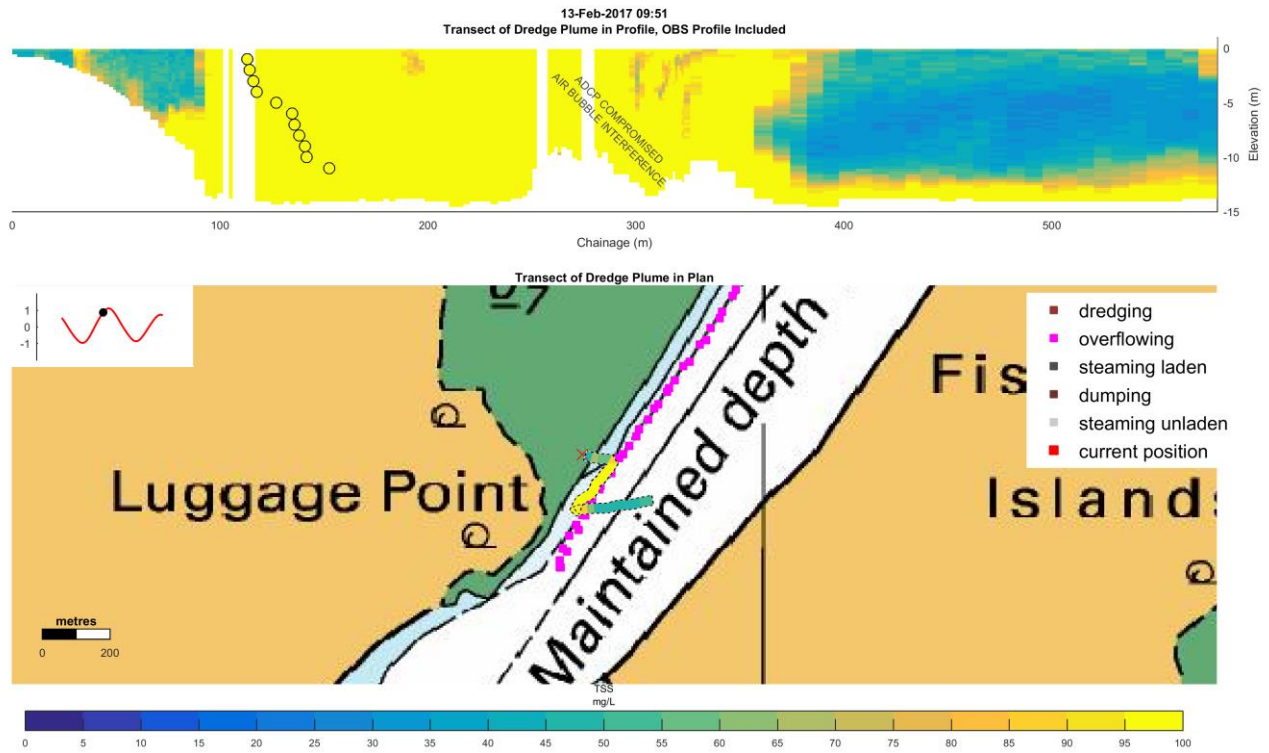 13-Feb-2017 09:51
Transect of Dredge Plume in Profile, OBS Profile Included
0
-5
-10
-15
Elevation (m)
ADCP COMPROMISED
AIR BUBBLE INTERFERENCE
0 100 200 300 400 500
Chainage (m)
Transect of Dredge Plume in Plan
1
0
-1
dredging
overflowing
steaming laden
dumping
steaming unladen
current position
Fis
Maintained depth
Luggage Point
Islands
Maintained depth
metres
0 200
TSS
mg/L
0 5 10 15 20 25 30 35 40 45 50 55 60 65 70 75 80 85 90 95 100